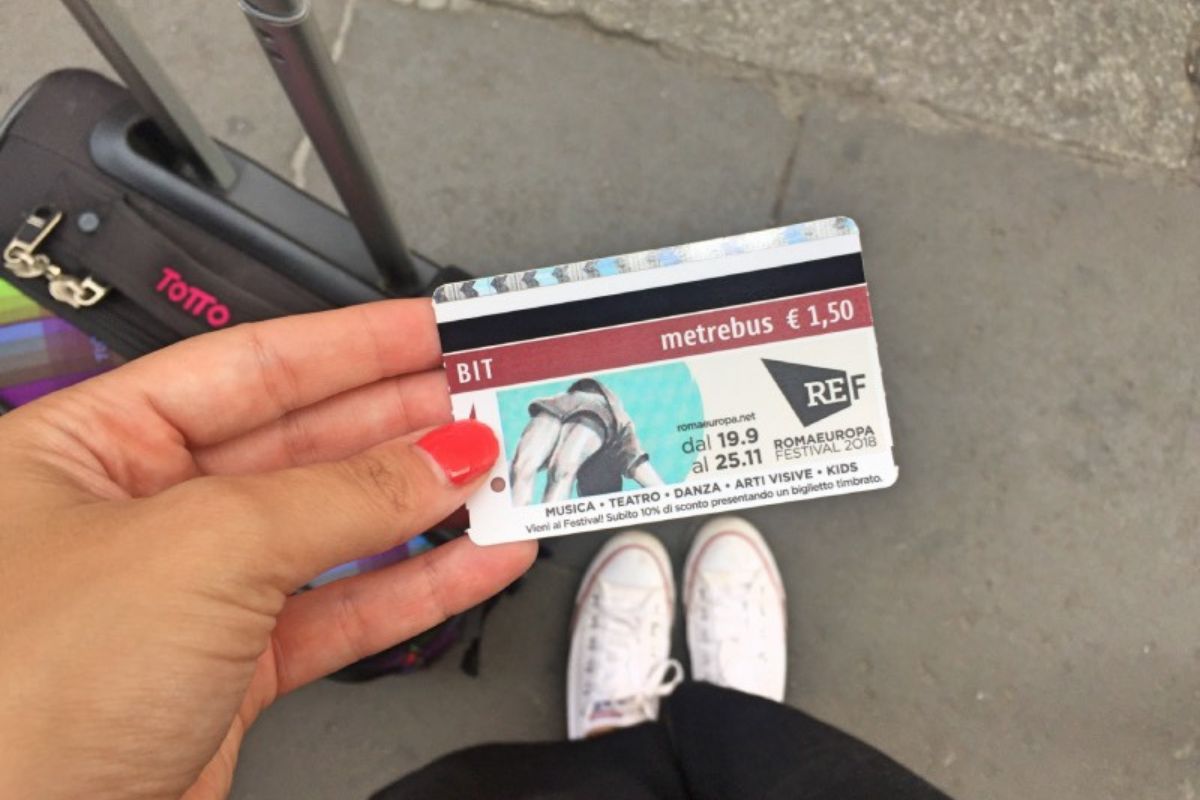 TOTTO
metrebus € 1,50
BIT
REF
romaeuropa.net
dal 19.9
al 25.11
ROMAEUROPA
FESTIVAL 2018
MUSICA • TEATRO • DANZA • ARTI VISIVE • KIDS
Vieni al Festival! Subito 10% di sconto presentando un biglietto timbrato.